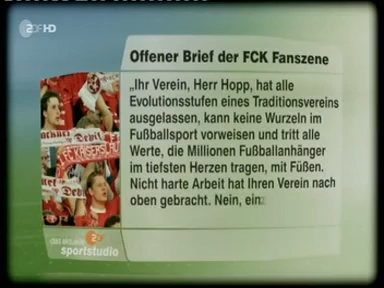 ZDF HD
Offener Brief der FCK Fanszene
„Ihr Verein, Herr Hopp, hat alle
Evolutionsstufen eines Traditionsvereins
ausgelassen, kann keine Wurzeln im
Fußballsport vorweisen und tritt alle
Werte, die Millionen Fußballanhänger
im tiefsten Herzen tragen, mit Füßen.
Nicht harte Arbeit hat Ihren Verein nach
oben gebracht. Nein, einz
das aktuelle
sportstudio